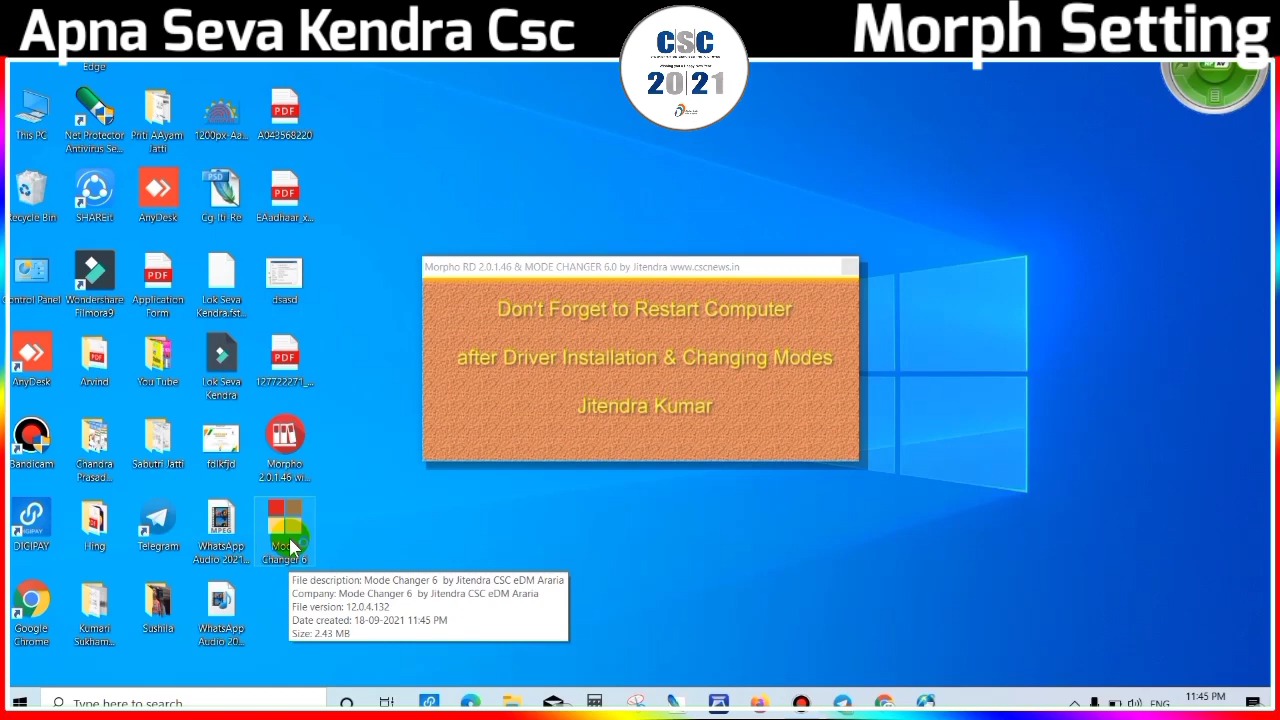 Apna Seva Kendra Csc
CSC
20|21
Morph Setting
Edge
This PC
Net Protector
Antivirus Se...
Priti AAyam
Jatti
1200px-Aa...
A043568220
Recycle Bin
SHAREit
AnyDesk
PSD
Cg-Iti-Re
PDF
EAadhaar_x...
Control Panel
Wondershare
Filmora9
PDF
Application
Form
Lok Seva
Kendra.fst...
dsasd
AnyDesk
Arvind
You Tube
Lok Seva
Kendra
PDF
127722271_...
Bandicam
Chandra
Prasad...
Sabutri Jatti
fdlkfjd
Morpho
2.0.1.46 wi...
DIGIPAY
Hing
Telegram
MPEG
WhatsApp
Audio 2021...
Changer 6
Google
Chrome
Kumari
Sukham...
Sushila
WhatsApp
Audio 20...
Morpho RD 2.0.1.46 & MODE CHANGER 6.0 by Jitendra www.cscnews.in
Don't Forget to Restart Computer
after Driver Installation & Changing Modes
Jitendra Kumar
File description: Mode Changer 6 by Jitendra CSC eDM Araria
Company: Mode Changer 6 by Jitendra CSC eDM Araria
File version: 12.0.4.132
Date created: 18-09-2021 11:45 PM
Size: 2.43 MB
Type here to search
ENG
11:45 PM